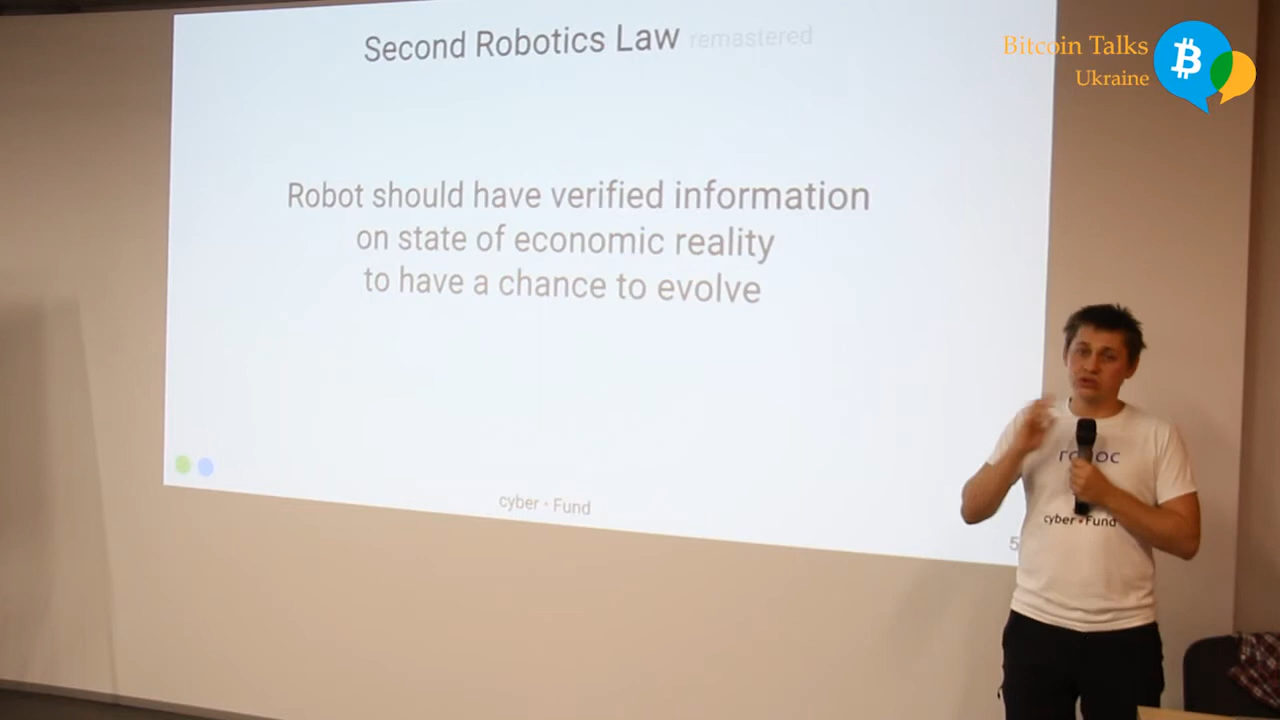 Second Robotics Law remastered
Bitcoin Talks
Ukraine
Robot should have verified information
on state of economic reality
to have a chance to evolve
cyber • Fund
5
cyber • Fund